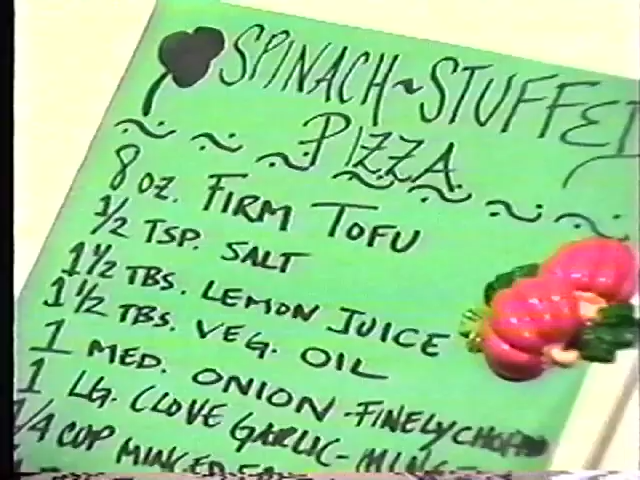 SPINACH~STUFFED
PIZZA
8 OZ. FIRM TOFU
1/2 TSP. SALT
1 1/2 TBS. LEMON JUICE
1 1/2 TBS. VEG. OIL
1 MED. ONION-FINELY
1 LG. CLOVE GARLIC-
1/4 CUP MINCED